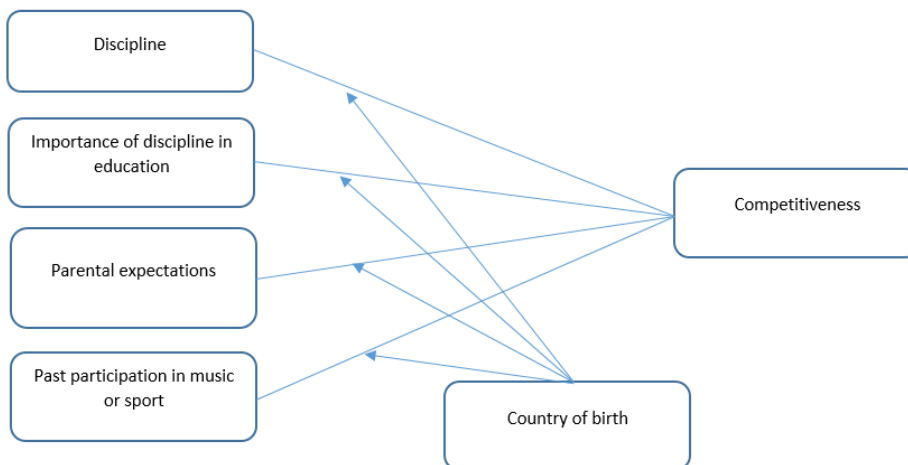 Discipline
Importance of discipline in
education
Competitiveness
Parental expectations
Past participation in music
or sport
Country of birth